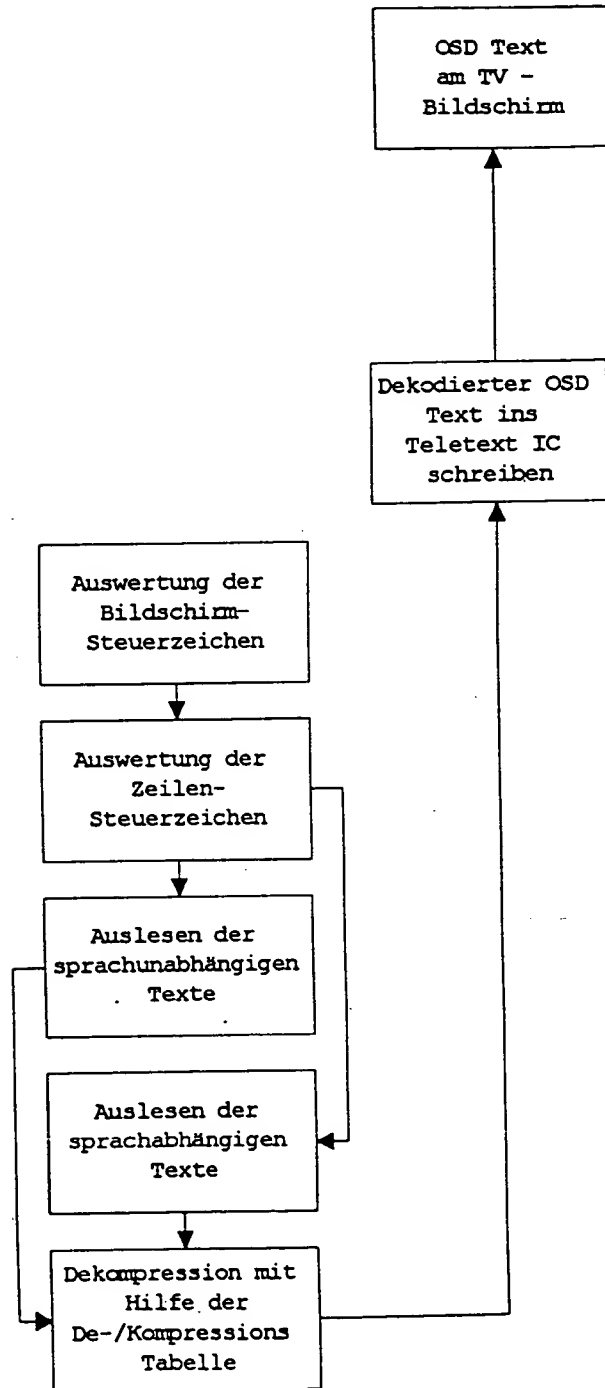 OSD Text
am TV -
Bildschirm
Dekodierter OSD
Text ins
Teletext IC
schreiben
Auswertung der
Bildschirm-
Steuerzeichen
Auswertung der
Zeilen-
Steuerzeichen
Auslesen der
sprachunabhängigen
Texte
Auslesen der
sprachabhängigen
Texte
Dekompression mit
Hilfe der
De-/Kompressions
Tabelle